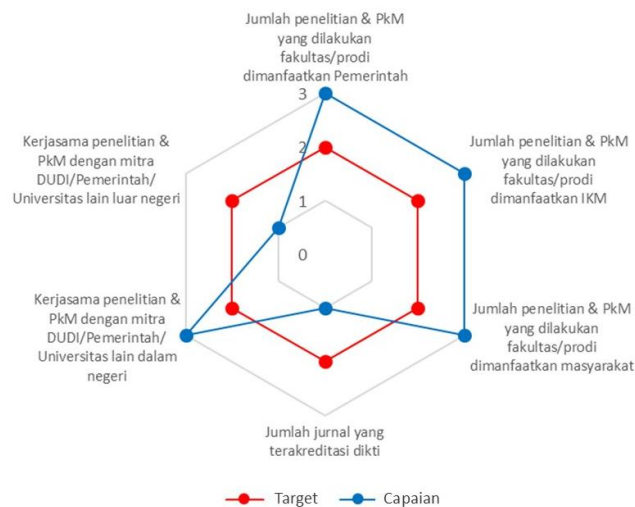 Jumlah penelitian & PkM
yang dilakukan
fakultas/prodi
dimanfaatkan Pemerintah
3
2
1
0
Jumlah penelitian & PkM
yang dilakukan
fakultas/prodi
dimanfaatkan IKM
Jumlah penelitian & PkM
yang dilakukan
fakultas/prodi
dimanfaatkan masyarakat
Jumlah jurnal yang
terakreditasi dikti
Kerjasama penelitian &
PkM dengan mitra
DUDI/Pemerintah/
Universitas lain dalam
negeri
Kerjasama penelitian &
PkM dengan mitra
DUDI/Pemerintah/
Universitas lain luar negeri
Target
Capaian